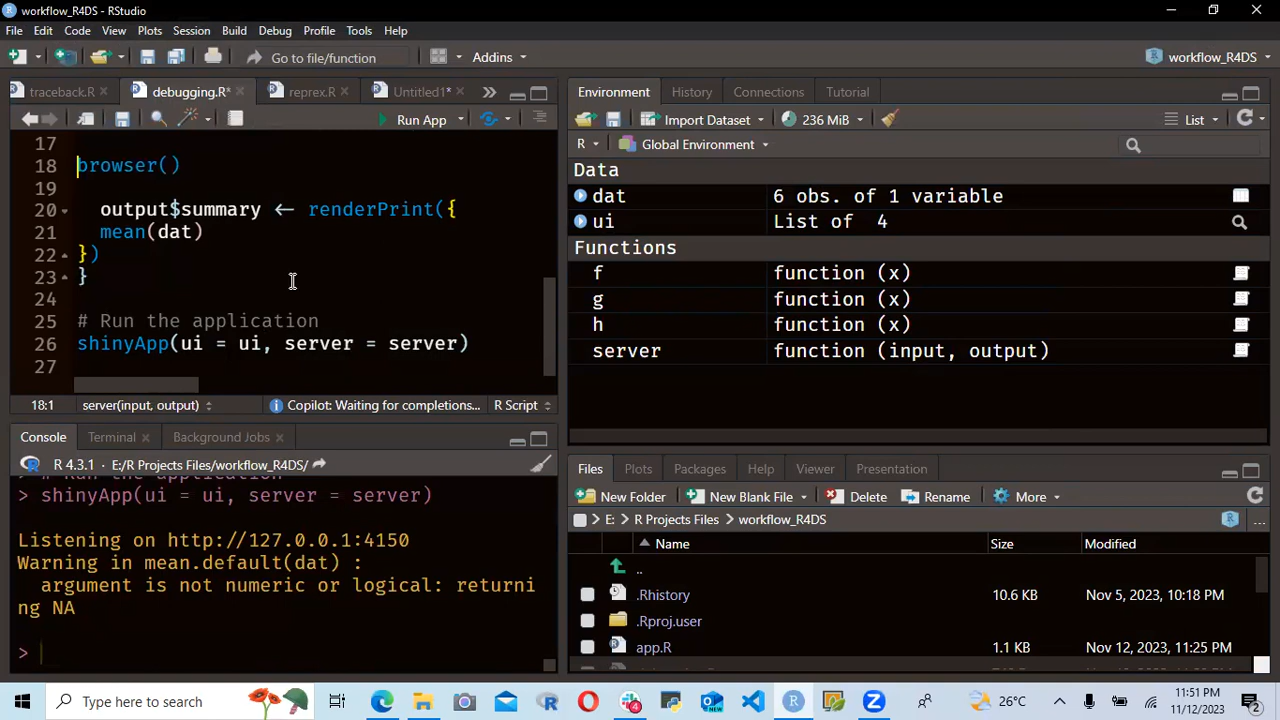 workflow_R4DS - RStudio
File Edit Code View Plots Session Build Debug Profile Tools Help
Go to file/function Addins workflow_R4DS
traceback.R debugging.R* reprex.R Untitled1*
Run App
17
18 browser()
19
20 output$summary <- renderPrint({
21 mean(dat)
22 })
23 }
24
25 # Run the application
26 shinyApp(ui = ui, server = server)
27
18:1 server(input, output) Copilot: Waiting for completions... R Script
Console Terminal Background Jobs
R 4.3.1 · E:/R Projects Files/workflow_R4DS/
> shinyApp(ui = ui, server = server)
Listening on http://127.0.0.1:4150
Warning in mean.default(dat) :
argument is not numeric or logical: returni
ng NA
>
Environment History Connections Tutorial
Import Dataset 236 MiB List
R Global Environment
Data
dat 6 obs. of 1 variable
ui List of 4
Functions
f function (x)
g function (x)
h function (x)
server function (input, output)
Files Plots Packages Help Viewer Presentation
New Folder New Blank File Delete Rename More
E: R Projects Files workflow_R4DS ...
Name Size Modified
..
.Rhistory 10.6 KB Nov 5, 2023, 10:18 PM
.Rproj.user
app.R 1.1 KB Nov 12, 2023, 11:25 PM
Type here to search 4 26°C 11:51 PM
11/12/2023 2